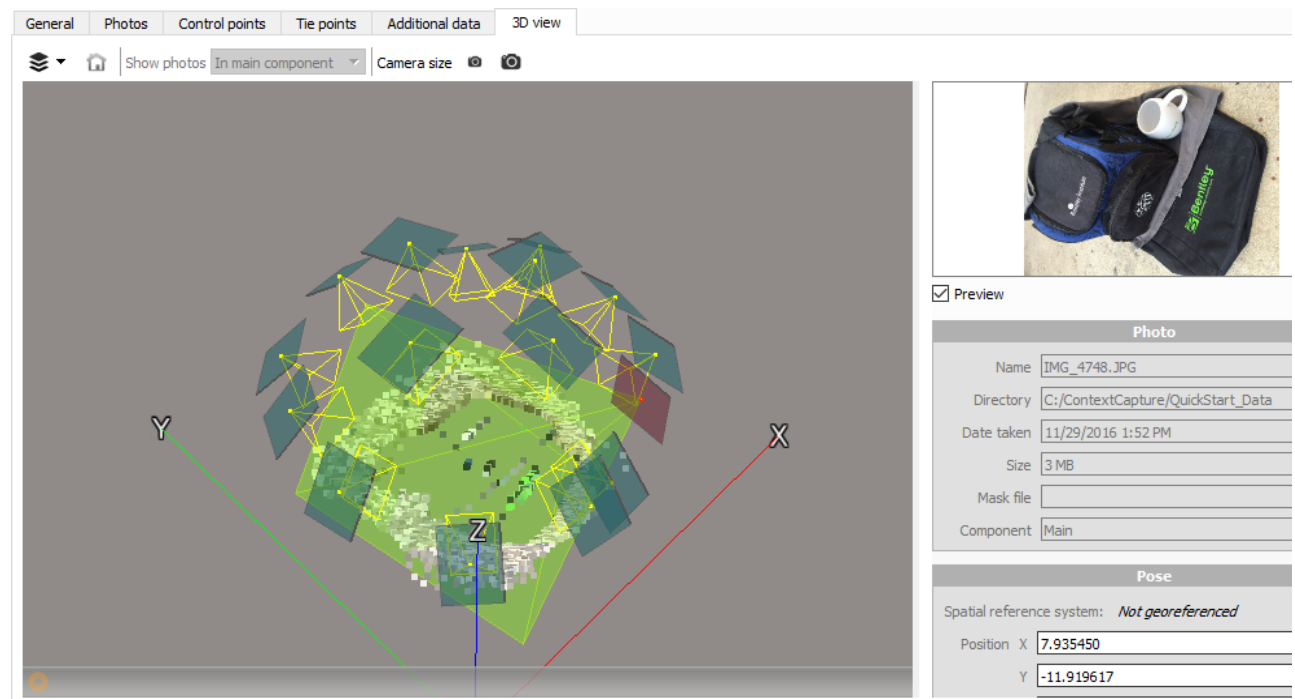 General Photos Control points Tie points Additional data 3D view
Show photos In main component Camera size
Y
X
Z
Bentley
Preview
Photo
Name IMG_4748.JPG
Directory C:/ContextCapture/QuickStart_Data
Date taken 11/29/2016 1:52 PM
Size 3 MB
Mask file
Component Main
Pose
Spatial reference system: Not georeferenced
Position X 7.935450
Y -11.919617